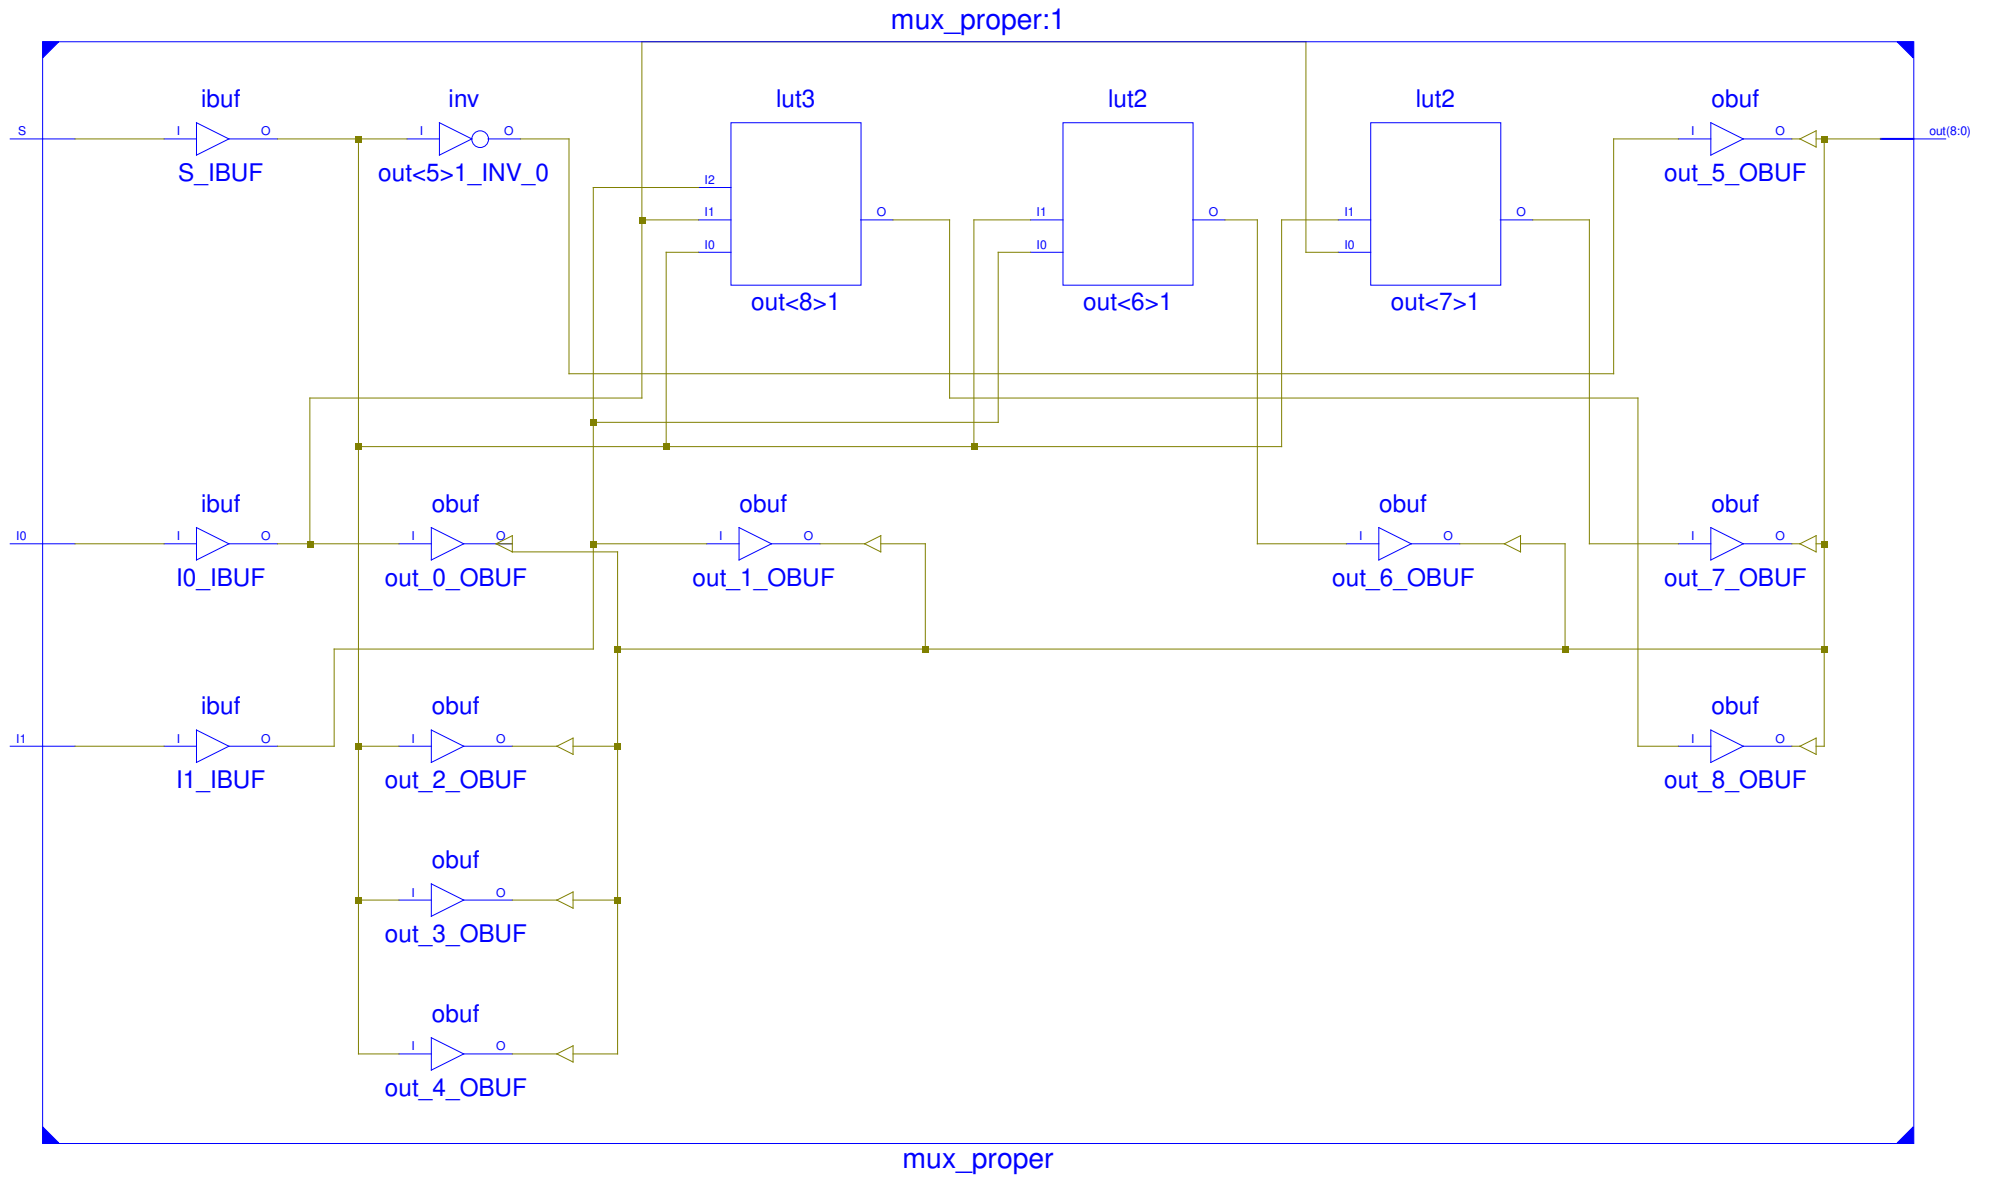 mux_proper:1
ibuf
inv
lut3
lut2
lut2
obuf
S
I
O
I
O
I
O
out(8:0)
S_IBUF
out<5>1_INV_0
out_5_OBUF
I2
I1
O
I1
O
I1
O
I0
I0
I0
out<8>1
out<6>1
out<7>1
ibuf
obuf
obuf
obuf
obuf
I0
I
O
I
O
I
O
I
O
I
O
I0_IBUF
out_0_OBUF
out_1_OBUF
out_6_OBUF
out_7_OBUF
ibuf
obuf
obuf
I1
I
O
I
O
I
O
I1_IBUF
out_2_OBUF
out_8_OBUF
obuf
I
O
out_3_OBUF
obuf
I
O
out_4_OBUF
mux_proper